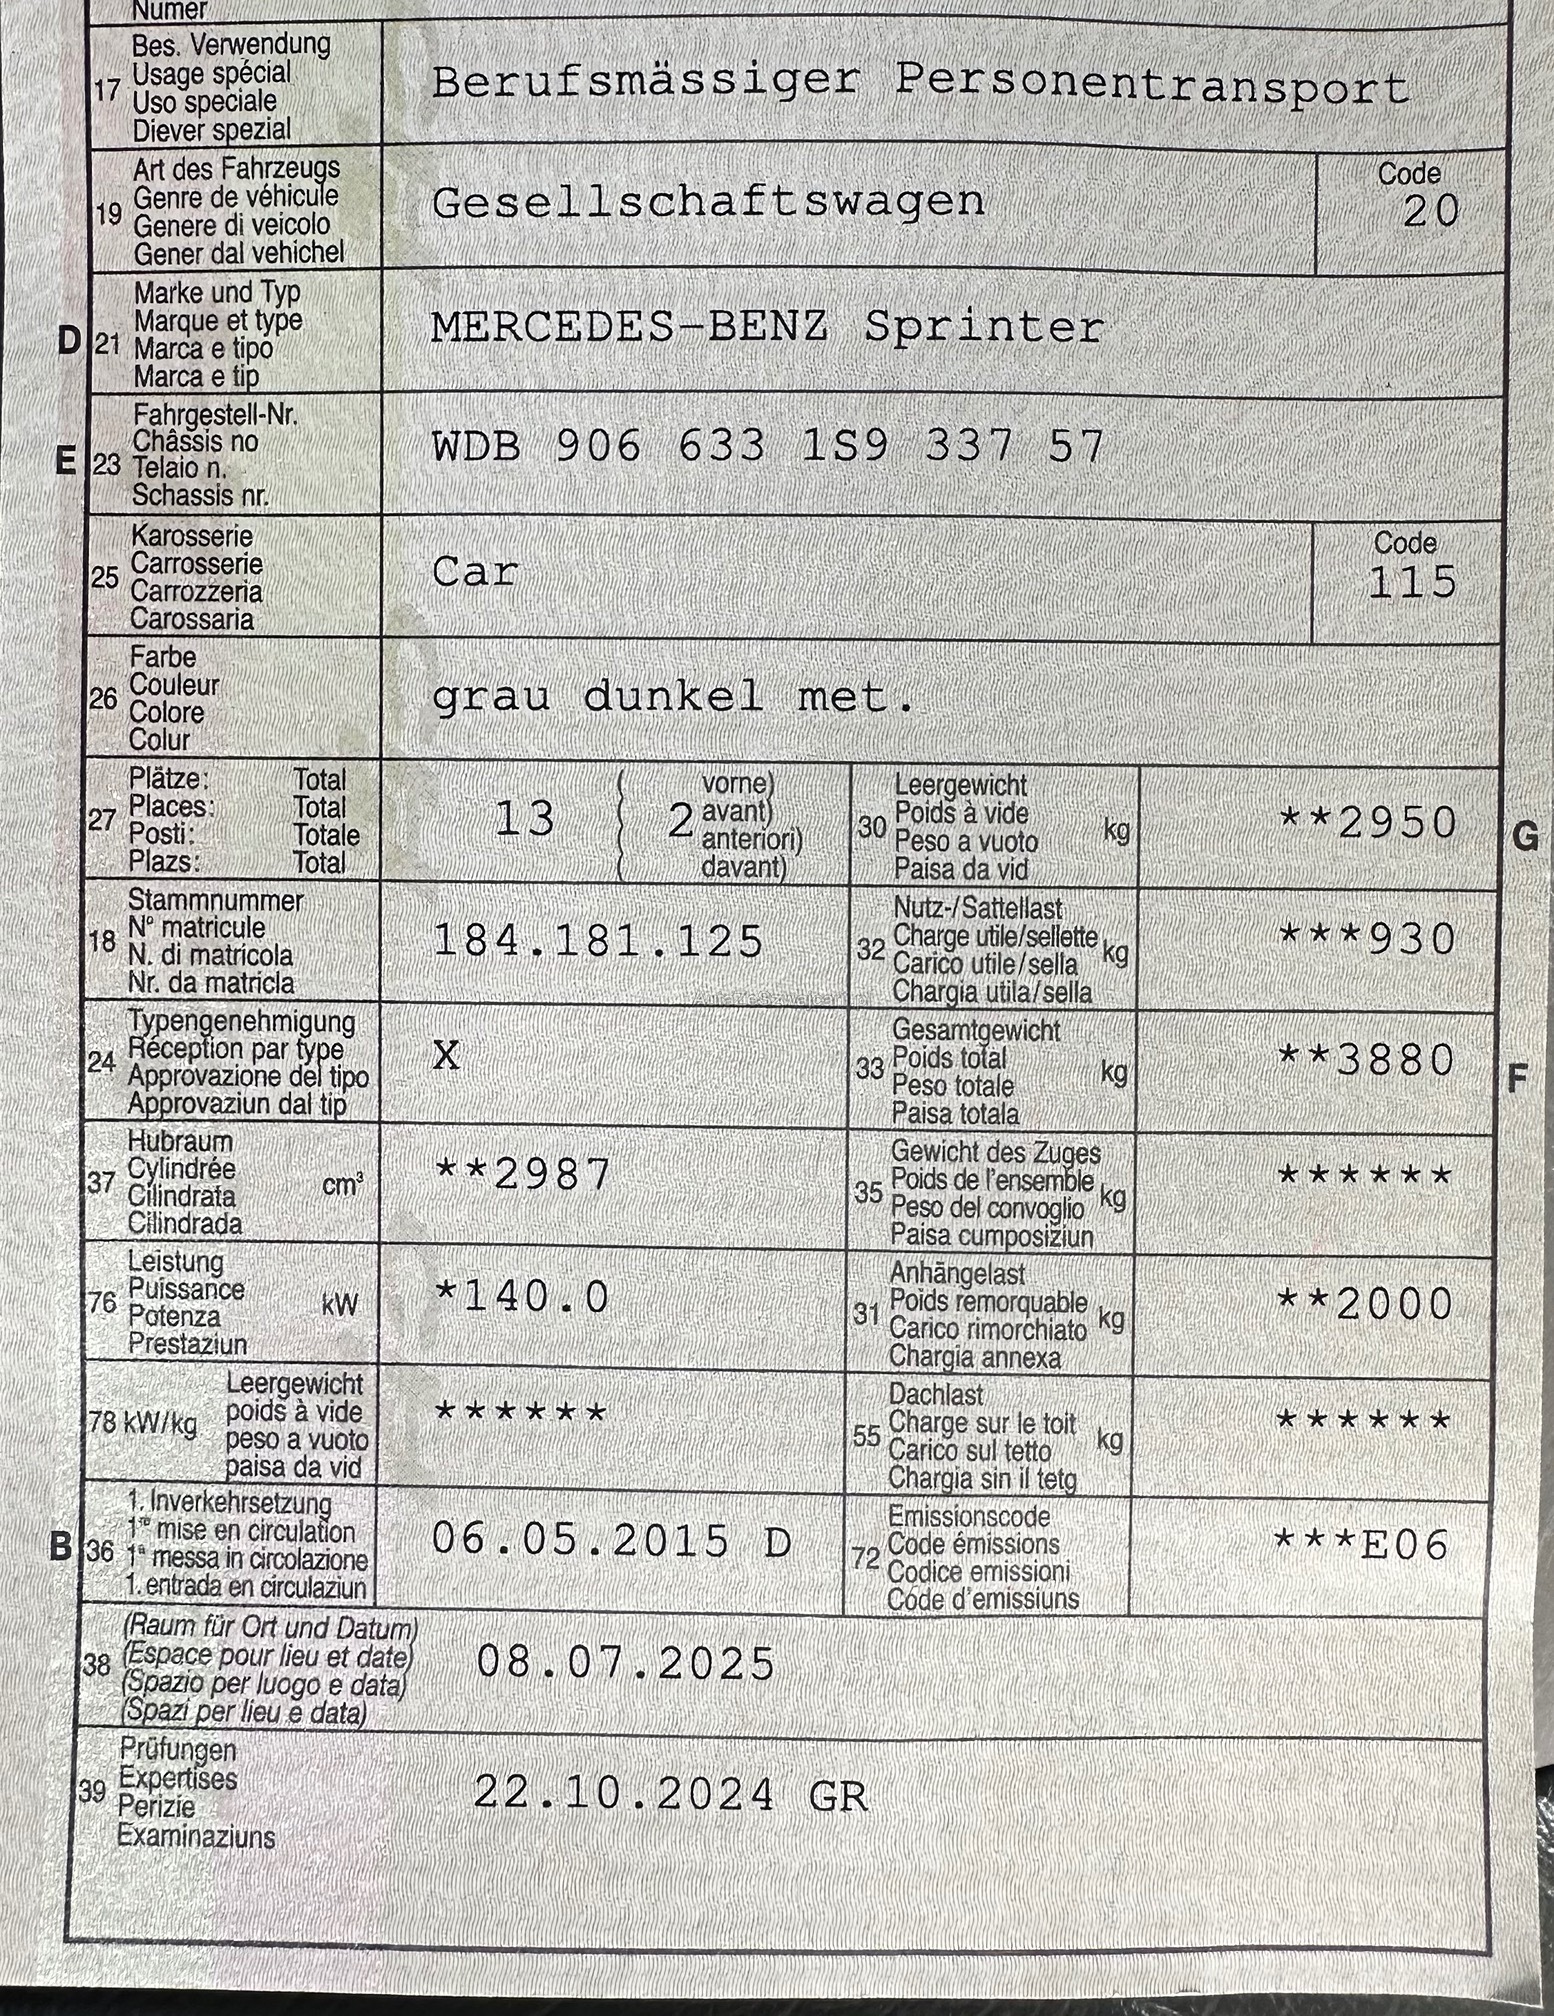 Numer
17 Bes. Verwendung
Usage spécial
Uso speciale
Diever spezial
Berufsmässiger Personentransport
19 Art des Fahrzeugs
Genre de véhicule
Genere di veicolo
Gener dal vehichel
Gesellschaftswagen
Code
20
D 21 Marke und Typ
Marque et type
Marca e tipo
Marca e tip
MERCEDES-BENZ Sprinter
E 23 Fahrgestell-Nr.
Châssis no
Telaio n.
Schassis nr.
WDB 906 633 1S9 337 57
25 Karosserie
Carrosserie
Carrozzeria
Carossaria
Car
Code
115
26 Farbe
Couleur
Colore
Colur
grau dunkel met.
27 Plätze: Total
Places: Total
Posti: Totale
Plazs: Total
13 ( 2 vorne)
( avant)
( anteriori)
( davant)
30 Leergewicht
Poids à vide
Peso a vuoto
Paisa da vid
kg
**2950
G
18 Stammnummer
N° matricule
N. di matricola
Nr. da matricla
184.181.125
32 Nutz-/Sattellast
Charge utile/sellette
Carico utile/sella
Chargia utila/sella
kg
***930
24 Typengenehmigung
Réception par type
Approvazione del tipo
Approvaziun dal tip
X
33 Gesamtgewicht
Poids total
Peso totale
Paisa totala
kg
**3880
F
37 Hubraum
Cylindrée
Cilindrata
Cilindrada
cm³
**2987
35 Gewicht des Zuges
Poids de l'ensemble
Peso del convoglio
Paisa cumposiziun
kg
******
76 Leistung
Puissance
Potenza
Prestaziun
kW
*140.0
31 Anhängelast
Poids remorquable
Carico rimorchiato
Chargia annexa
kg
**2000
78 kW/kg Leergewicht
poids à vide
peso a vuoto
paisa da vid
******
55 Dachlast
Charge sur le toit
Carico sul tetto
Chargia sin il tetg
kg
******
B 36 1. Inverkehrsetzung
1re mise en circulation
1a messa in circolazione
1. entrada en circulaziun
06.05.2015 D
72 Emissionscode
Code émissions
Codice emissioni
Code d'emissiuns
***E06
38 (Raum für Ort und Datum)
(Espace pour lieu et date)
(Spazio per luogo e data)
(Spazi per lieu e data)
08.07.2025
39 Prüfungen
Expertises
Perizie
Examinaziuns
22.10.2024 GR